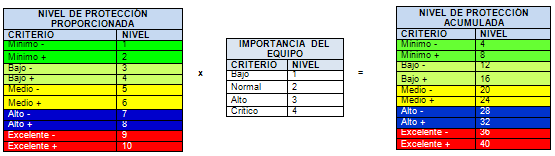 NIVEL DE PROTECCIÓN
PROPORCIONADA
CRITERIO NIVEL
Mínimo - 1
Mínimo + 2
Bajo - 3
Bajo + 4
Medio - 5
Medio + 6
Alto - 7
Alto + 8
Excelente - 9
Excelente + 10
x
IMPORTANCIA DEL
EQUIPO
CRITERIO NIVEL
Bajo 1
Normal 2
Alto 3
Crítico 4
=
NIVEL DE PROTECCIÓN
ACUMULADA
CRITERIO NIVEL
Mínimo - 4
Mínimo + 8
Bajo - 12
Bajo + 16
Medio - 20
Medio + 24
Alto - 28
Alto + 32
Excelente - 36
Excelente + 40